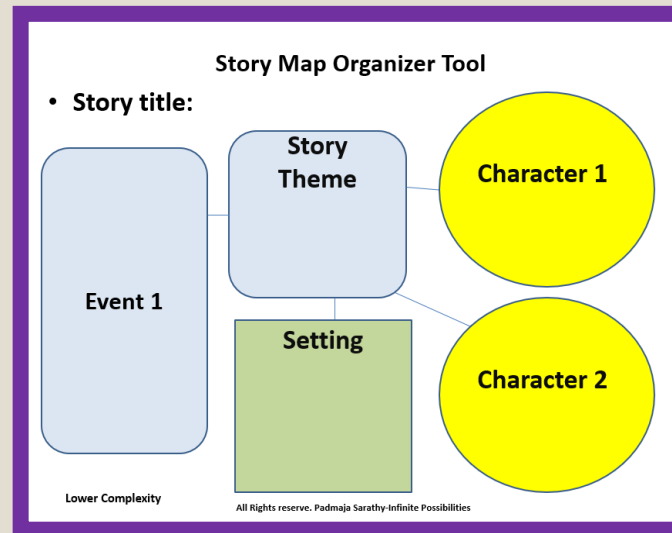 Story Map Organizer Tool
• Story title:
Event 1
Story
Theme
Character 1
Setting
Character 2
Lower Complexity
All Rights reserve. Padmaja Sarathy-Infinite Possibilities